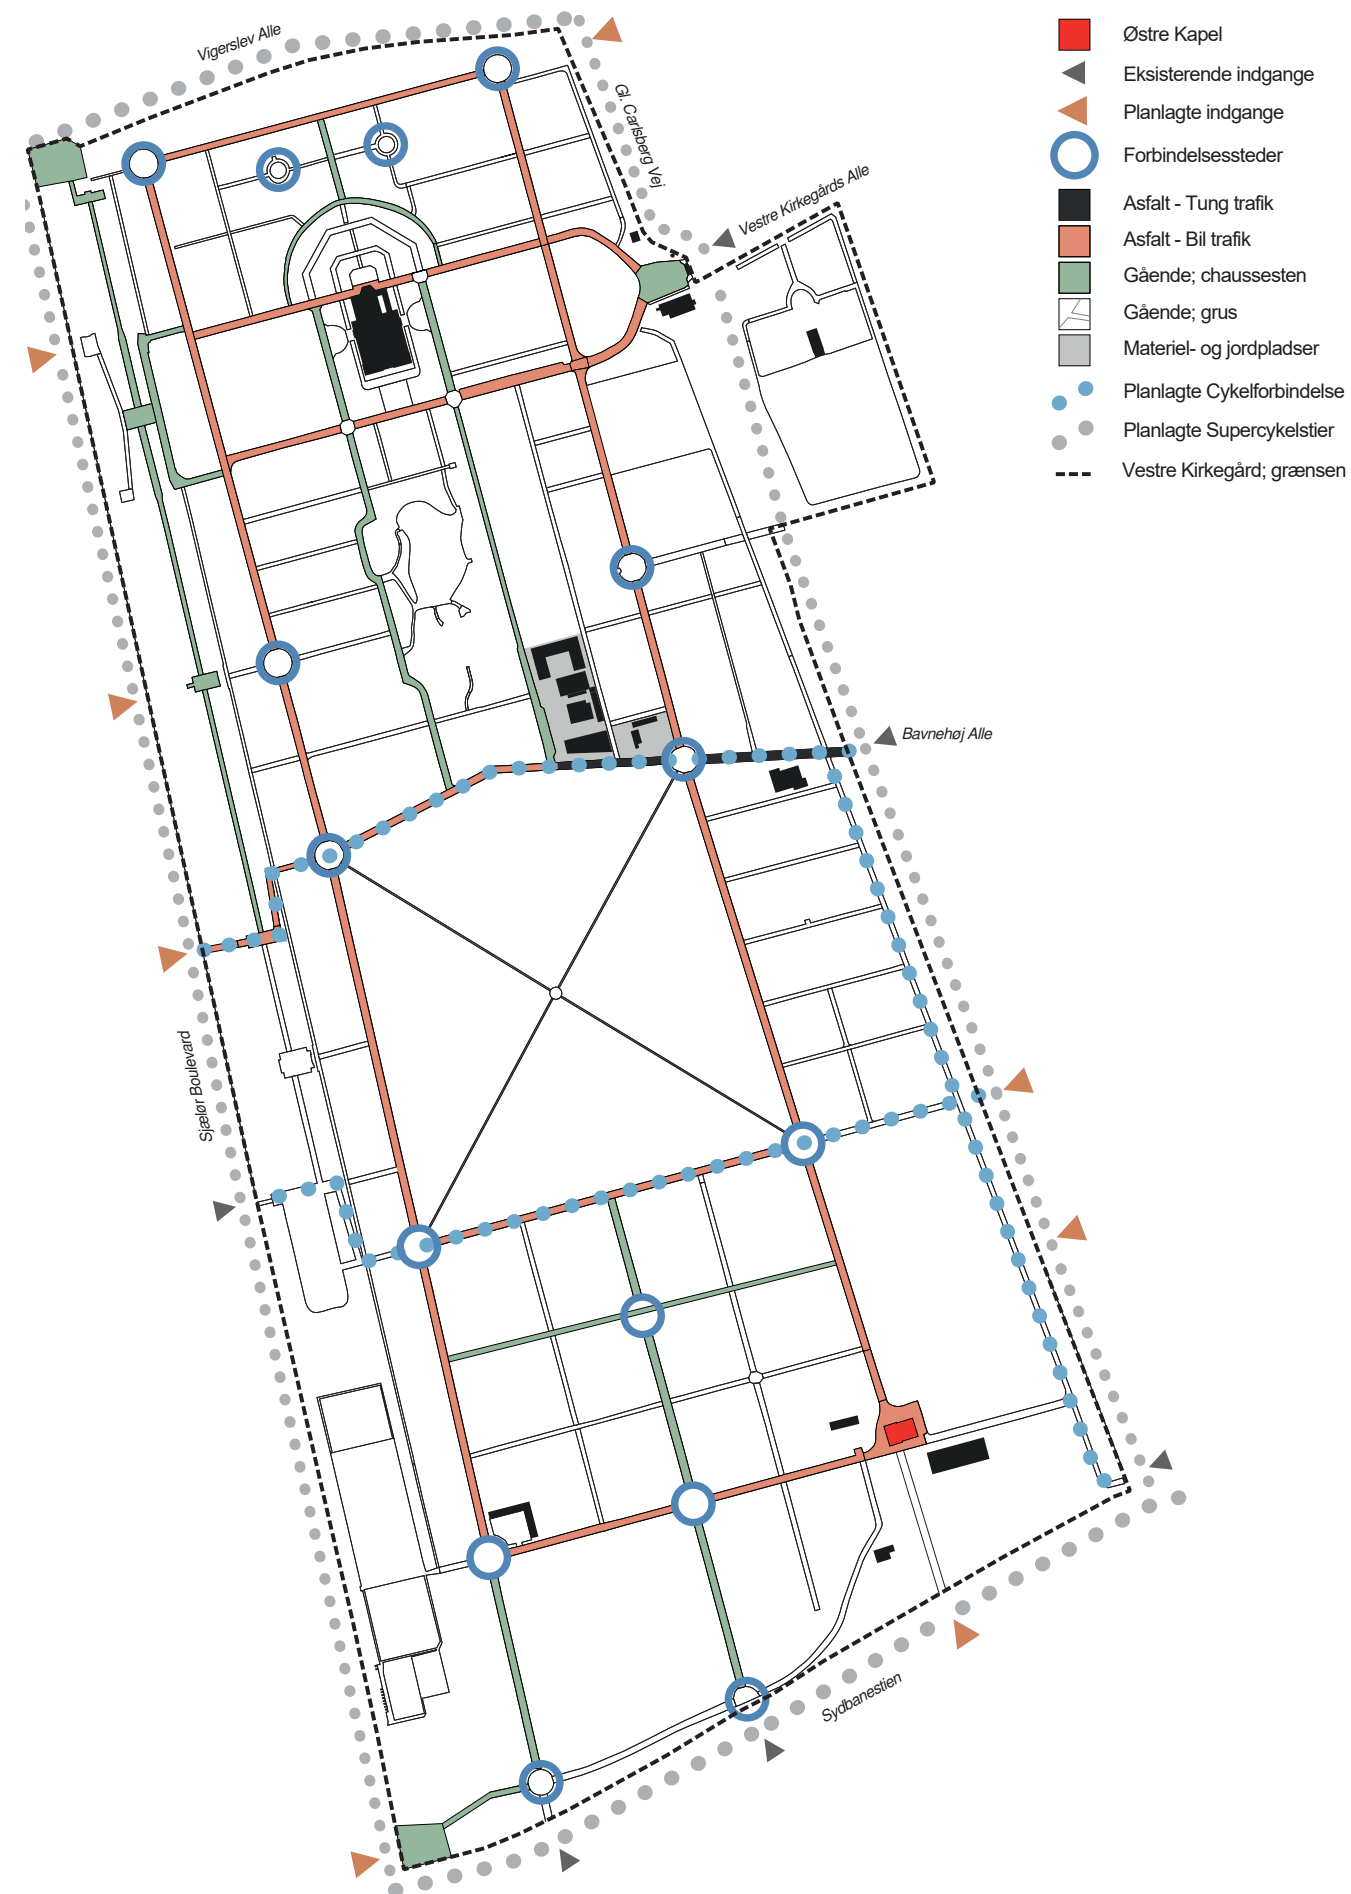 Vigerslev Alle
Gl. Carlsberg Vej
Vestre Kirkegårds Alle
Bavnehøj Alle
Sjælør Boulevard
Sydbanestien
Østre Kapel
Eksisterende indgange
Planlagte indgange
Forbindelsessteder
Asfalt - Tung trafik
Asfalt - Bil trafik
Gående; chaussesten
Gående; grus
Materiel- og jordpladser
Planlagte Cykelforbindelse
Planlagte Supercykelstier
Vestre Kirkegård; grænsen